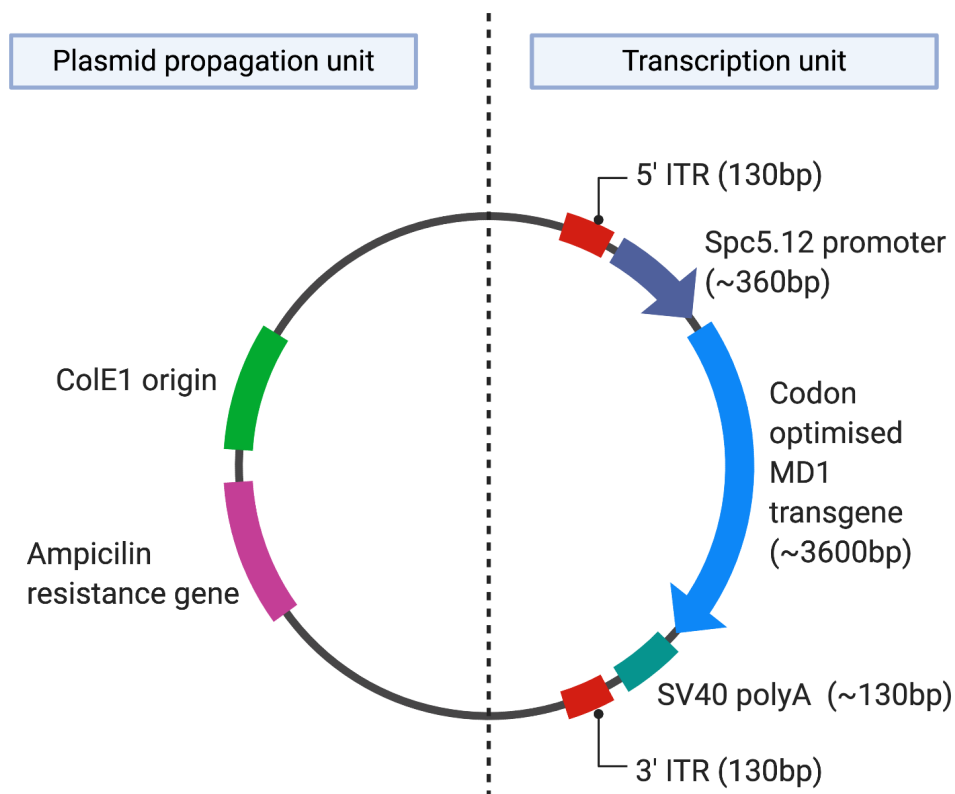 Plasmid propagation unit
Transcription unit
5' ITR (130bp)
Spc5.12 promoter
(~360bp)
ColE1 origin
Codon
optimised
MD1
transgene
(~3600bp)
Ampicilin
resistance gene
SV40 polyA (~130bp)
3' ITR (130bp)